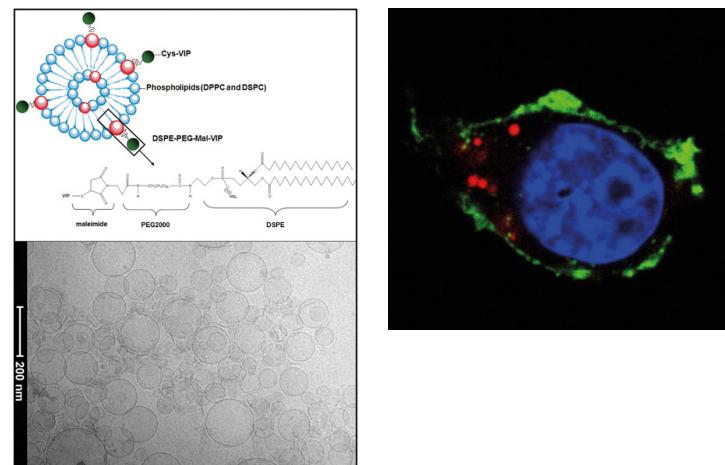 Cys-VIP
Phospholipids (DPPC and DSPC)
DSPE-PEG-Mal-VIP
VIP
maleimide
PEG2000
DSPE
200 nm